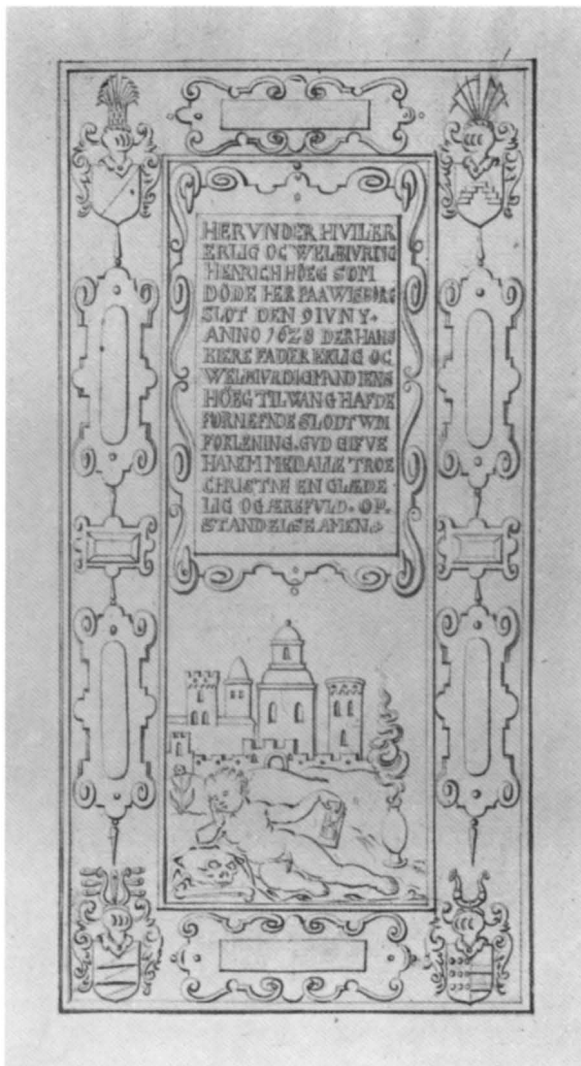 HER VNDER HVILER
ERLIG OC WELBIVRDIG
HENRICH HÖEG SOM
DÖDE HER PAA WISBORG
SLOT DEN 9 IVNY.
ANNO 1628 DER HANS
KIERE FADER ERLIG OC
WELBIVRDIG MAND IENS
HÖEG TIL WANG HAFDE
FORNEFNDE SLODT WDI
FORLENING. GVD GIFVE
HANEM MED ALLE TROE
CHRISTNE EN GLÆDE
LIG OG ÆREFVLD. OP.
STANDELSE AMEN.